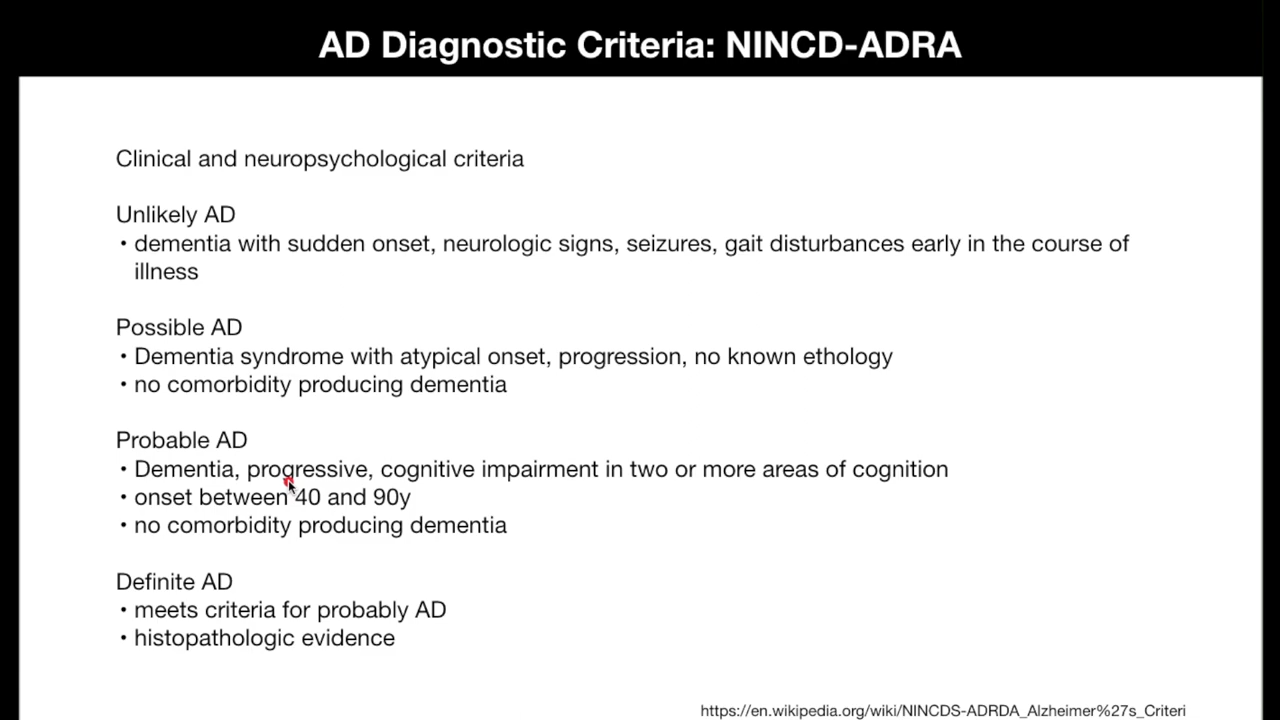 AD Diagnostic Criteria: NINCD-ADRA
Clinical and neuropsychological criteria
Unlikely AD
• dementia with sudden onset, neurologic signs, seizures, gait disturbances early in the course of
illness
Possible AD
• Dementia syndrome with atypical onset, progression, no known ethology
• no comorbidity producing dementia
Probable AD
• Dementia, progressive, cognitive impairment in two or more areas of cognition
• onset between 40 and 90y
• no comorbidity producing dementia
Definite AD
• meets criteria for probably AD
• histopathologic evidence
https://en.wikipedia.org/wiki/NINCDS-ADRDA_Alzheimer%27s_Criteri